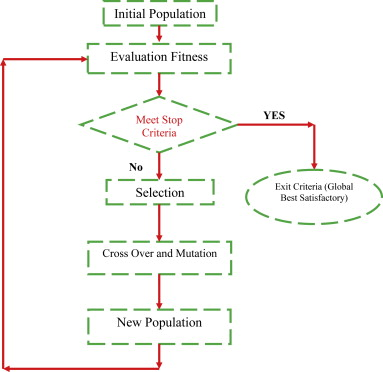 Initial Population
Evaluation Fitness
Meet Stop
Criteria
YES
No
Selection
Exit Criteria (Global
Best Satisfactory)
Cross Over and Mutation
New Population